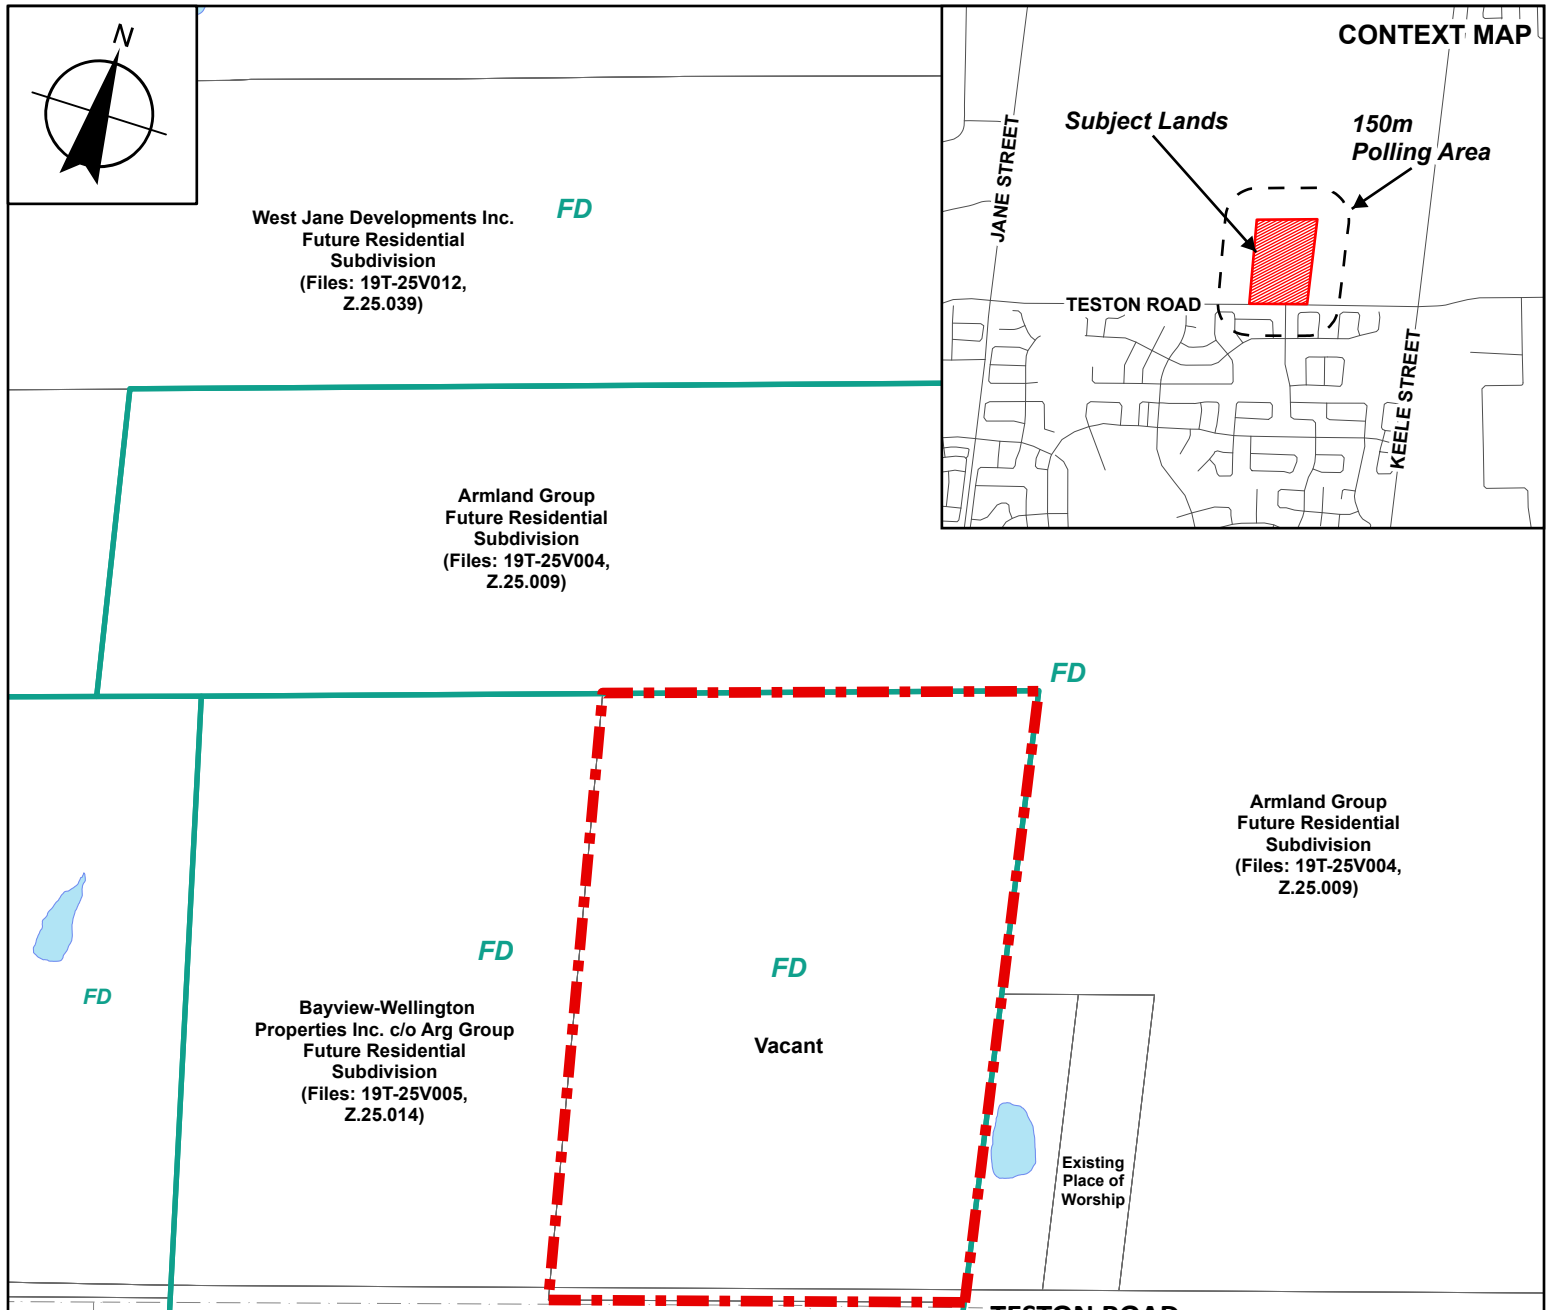 N
CONTEXT MAP
Subject Lands
150m
Polling Area
JANE STREET
TESTON ROAD
KEELE STREET
West Jane Developments Inc.
Future Residential
Subdivision
(Files: 19T-25V012,
Z.25.039)
FD
Armland Group
Future Residential
Subdivision
(Files: 19T-25V004,
Z.25.009)
FD
Armland Group
Future Residential
Subdivision
(Files: 19T-25V004,
Z.25.009)
FD
FD
FD
Bayview-Wellington
Properties Inc. c/o Arg Group
Future Residential
Subdivision
(Files: 19T-25V005,
Z.25.014)
Vacant
Existing
Place of
Worship
TESTON ROAD